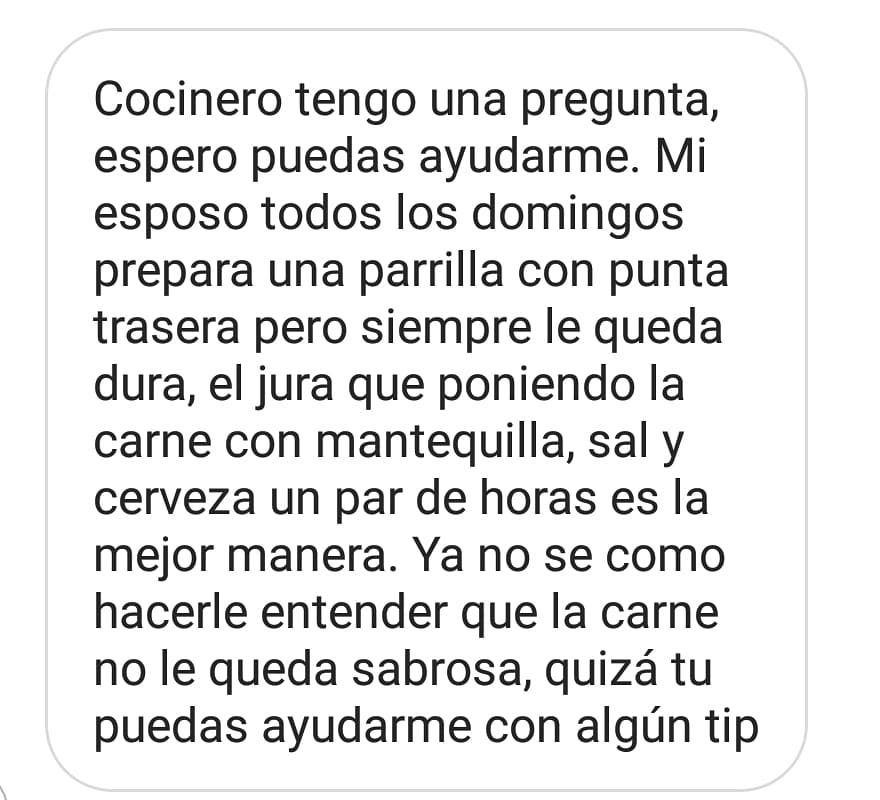 Cocinero tengo una pregunta,
espero puedas ayudarme. Mi
esposo todos los domingos
prepara una parrilla con punta
trasera pero siempre le queda
dura, el jura que poniendo la
carne con mantequilla, sal y
cerveza un par de horas es la
mejor manera. Ya no se como
hacerle entender que la carne
no le queda sabrosa, quizá tu
puedas ayudarme con algún tip